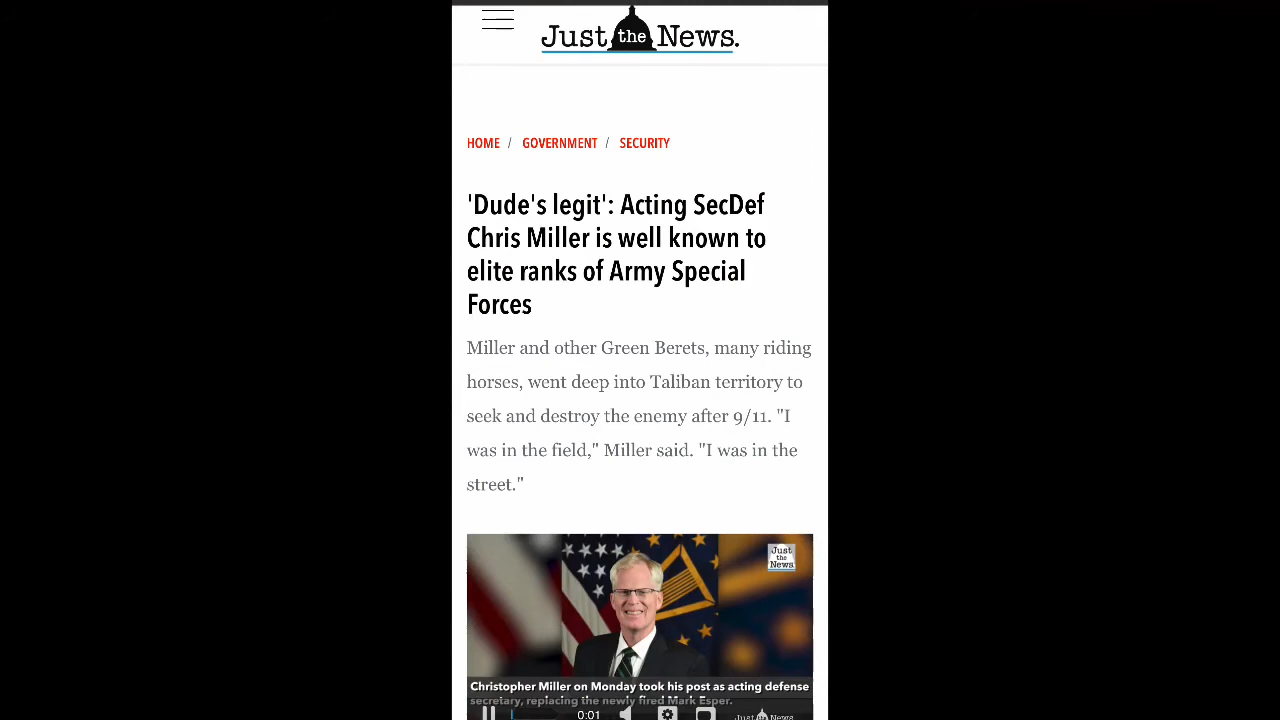 Just the News.
HOME / GOVERNMENT / SECURITY
'Dude's legit': Acting SecDef
Chris Miller is well known to
elite ranks of Army Special
Forces
Miller and other Green Berets, many riding
horses, went deep into Taliban territory to
seek and destroy the enemy after 9/11. "I
was in the field," Miller said. "I was in the
street."
Just
the
News
Christopher Miller on Monday took his post as acting defense
secretary, replacing the newly fired Mark Esper.
0:01
Just the News